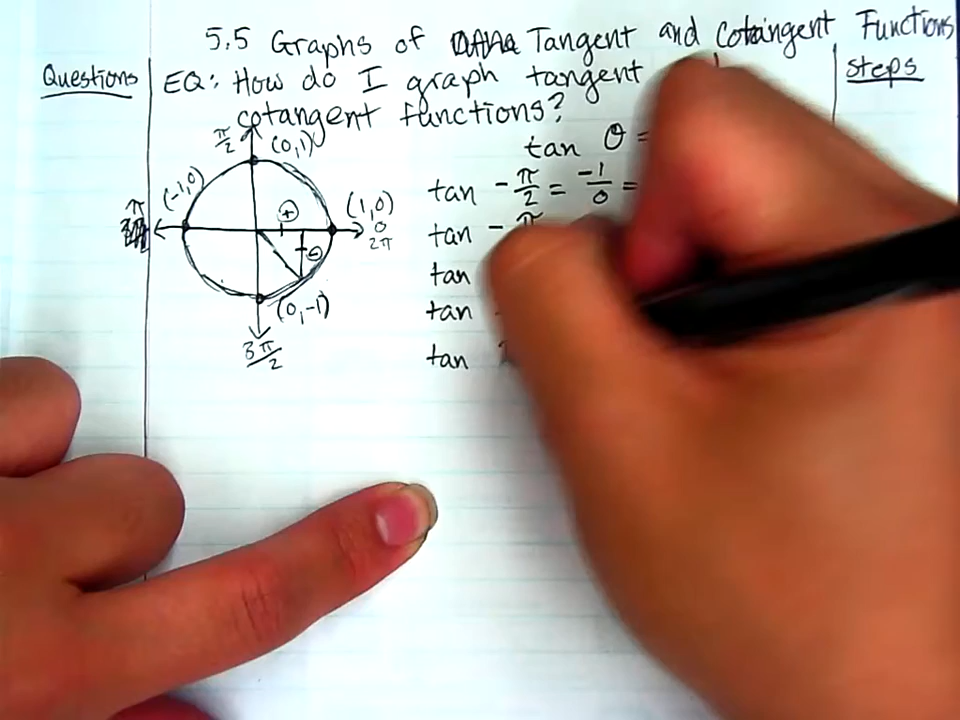 5.5 Graphs of Tangent and Cotangent Functions
Questions
EQ: How do I graph tangent
cotangent functions?
steps
π/2
(0,1)
(-1,0)
π
+
(1,0)
0
2π
-
(0,-1)
3π/2
tan θ =
tan -π/2 = -1/0 =
tan -π
tan
tan -
tan